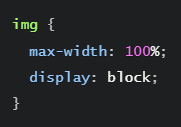 img {
  max-width: 100%;
  display: block;
}